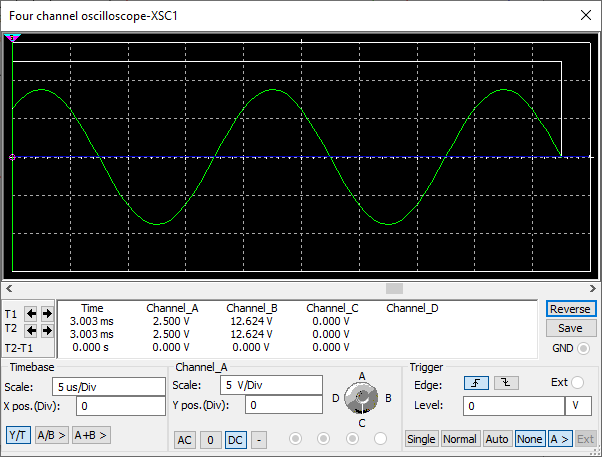 Four channel oscilloscope-XSC1
Time Channel_A Channel_B Channel_C Channel_D
T1 3.003 ms 2.500 V 12.624 V 0.000 V
T2 3.003 ms 2.500 V 12.624 V 0.000 V
T2-T1 0.000 s 0.000 V 0.000 V 0.000 V
Reverse
Save
GND
Timebase
Scale: 5 us/Div
X pos.(Div): 0
Y/T A/B > A+B >
Channel_A
Scale: 5 V/Div
Y pos.(Div): 0
AC 0 DC -
A
D B
C
Trigger
Edge: Ext
Level: 0 V
Single Normal Auto None A > Ext